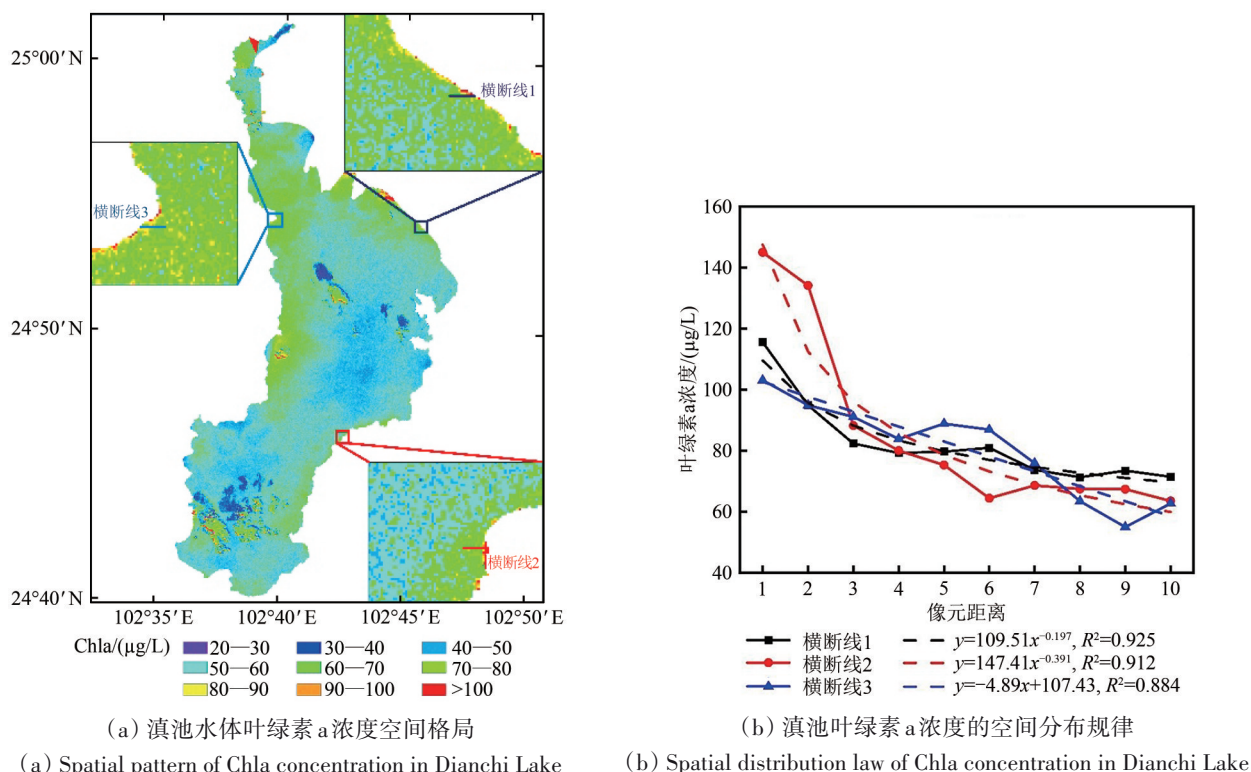 25°00′ N
24°50′ N
24°40′ N
横断线1
横断线3
横断线2
102°35′ E 102°40′ E 102°45′ E 102°50′ E
Chla/(μg/L) 20—30 30—40 40—50
50—60 60—70 70—80
80—90 90—100 >100
(a) 滇池水体叶绿素a浓度空间格局
(a) Spatial pattern of Chla concentration in Dianchi Lake
叶绿素a浓度/(μg/L)
160
140
120
100
80
60
40
1 2 3 4 5 6 7 8 9 10
像元距离
横断线1 y=109.51x⁻⁰·¹⁹⁷, R²=0.925
横断线2 y=147.41x⁻⁰·³⁹¹, R²=0.912
横断线3 y=−4.89x+107.43, R²=0.884
(b) 滇池叶绿素a浓度的空间分布规律
(b) Spatial distribution law of Chla concentration in Dianchi Lake